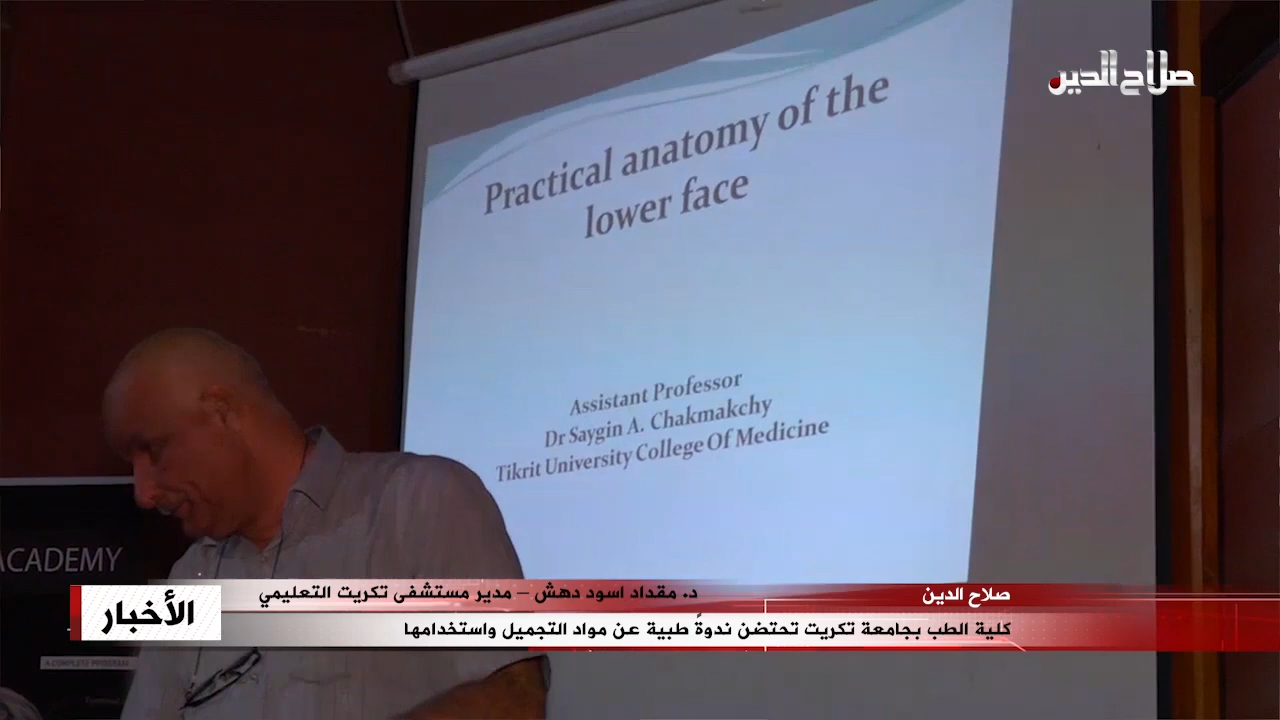 صلاح الدين
Practical anatomy of the
lower face
Assistant Professor
Dr Saygin A. Chakmakchy
Tikrit University College Of Medicine
ACADEMY
A COMPLETE PROGRAM
صلاح الدين
د. مقداد اسود دهش – مدير مستشفى تكريت التعليمي
الأخبار
كلية الطب بجامعة تكريت تحتضن ندوةً طبية عن مواد التجميل واستخدامها